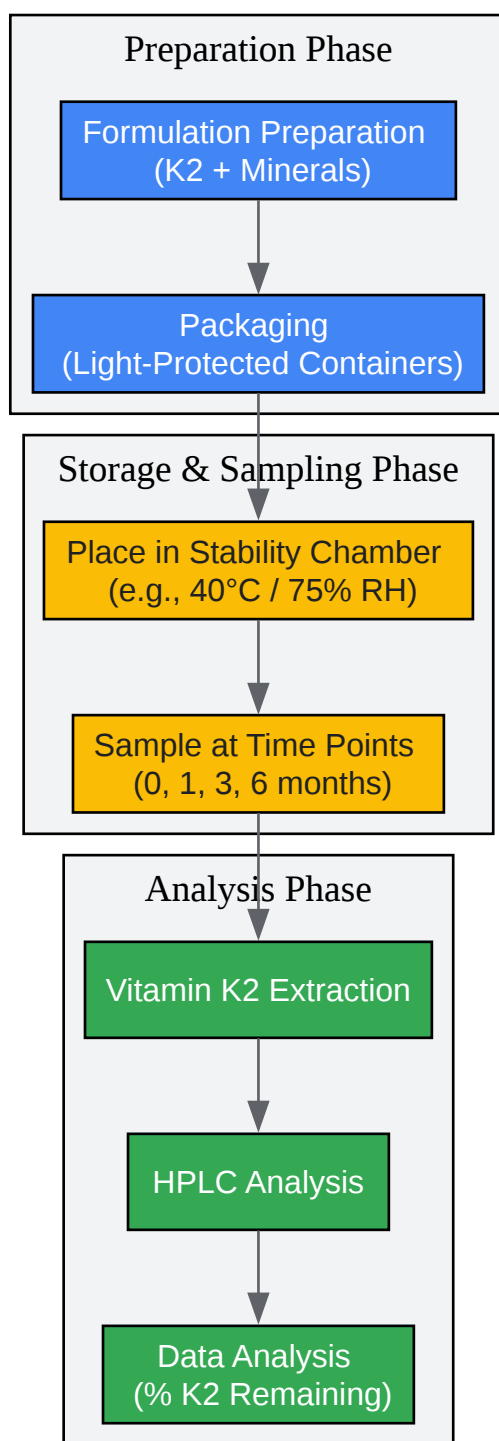 Preparation Phase
Formulation Preparation
(K2 + Minerals)
Packaging
(Light-Protected Containers)
Storage & Sampling Phase
Place in Stability Chamber
(e.g., 40°C / 75% RH)
Sample at Time Points
(0, 1, 3, 6 months)
Analysis Phase
Vitamin K2 Extraction
HPLC Analysis
Data Analysis
(% K2 Remaining)